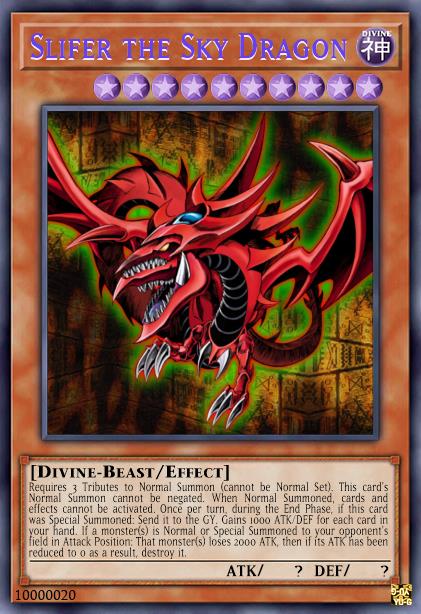 Slifer the Sky Dragon
DIVINE
神
[Divine-Beast/Effect]
Requires 3 Tributes to Normal Summon (cannot be Normal Set). This card's
Normal Summon cannot be negated. When Normal Summoned, cards and
effects cannot be activated. Once per turn, during the End Phase, if this card
was Special Summoned: Send it to the GY. Gains 1000 ATK/DEF for each card in
your hand. If a monster(s) is Normal or Special Summoned to your opponent's
field in Attack Position: That monster(s) loses 2000 ATK, then if its ATK has been
reduced to 0 as a result, destroy it.
ATK/ ? DEF/ ?
10000020